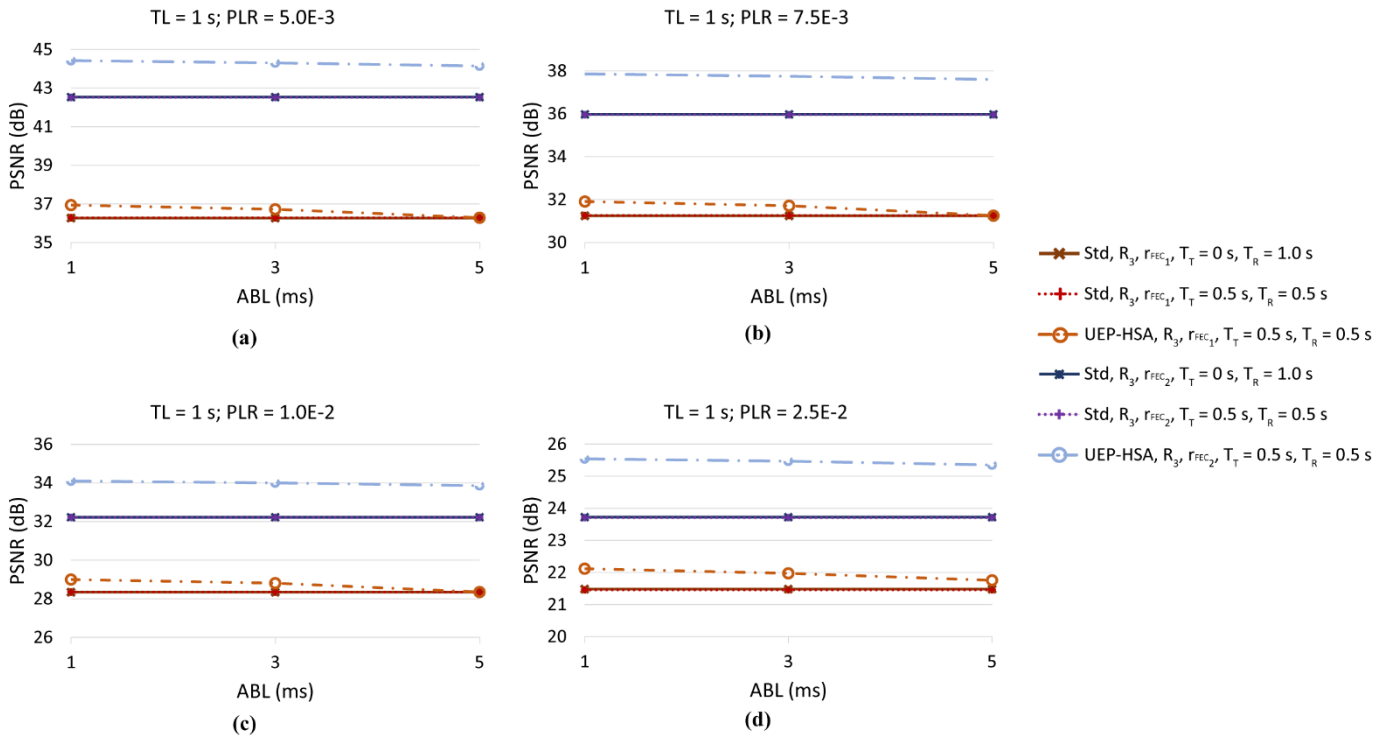 TL = 1 s; PLR = 5.0E-3
PSNR (dB)
45
43
41
39
37
35
1 3 5
ABL (ms)
(a)
TL = 1 s; PLR = 7.5E-3
PSNR (dB)
38
36
34
32
30
1 3 5
ABL (ms)
(b)
Std, R3, rFEC1, TT = 0 s, TR = 1.0 s
Std, R3, rFEC1, TT = 0.5 s, TR = 0.5 s
UEP-HSA, R3, rFEC1, TT = 0.5 s, TR = 0.5 s
Std, R3, rFEC2, TT = 0 s, TR = 1.0 s
Std, R3, rFEC2, TT = 0.5 s, TR = 0.5 s
UEP-HSA, R3, rFEC2, TT = 0.5 s, TR = 0.5 s
TL = 1 s; PLR = 1.0E-2
PSNR (dB)
36
34
32
30
28
26
1 3 5
ABL (ms)
(c)
TL = 1 s; PLR = 2.5E-2
PSNR (dB)
26
25
24
23
22
21
20
1 3 5
ABL (ms)
(d)